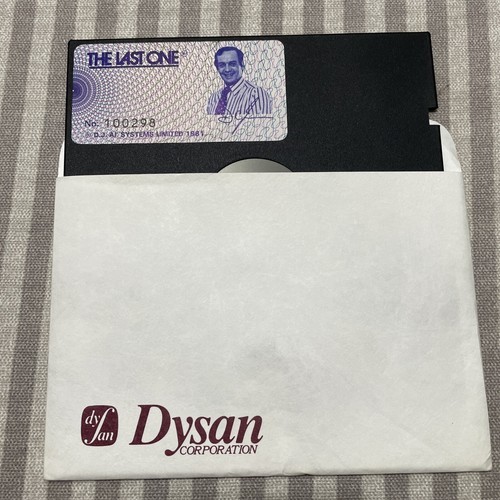 THE LAST ONE®
No. 100298
© D.J. 'AI' SYSTEMS LIMITED 1981
dy
san
Dysan
CORPORATION